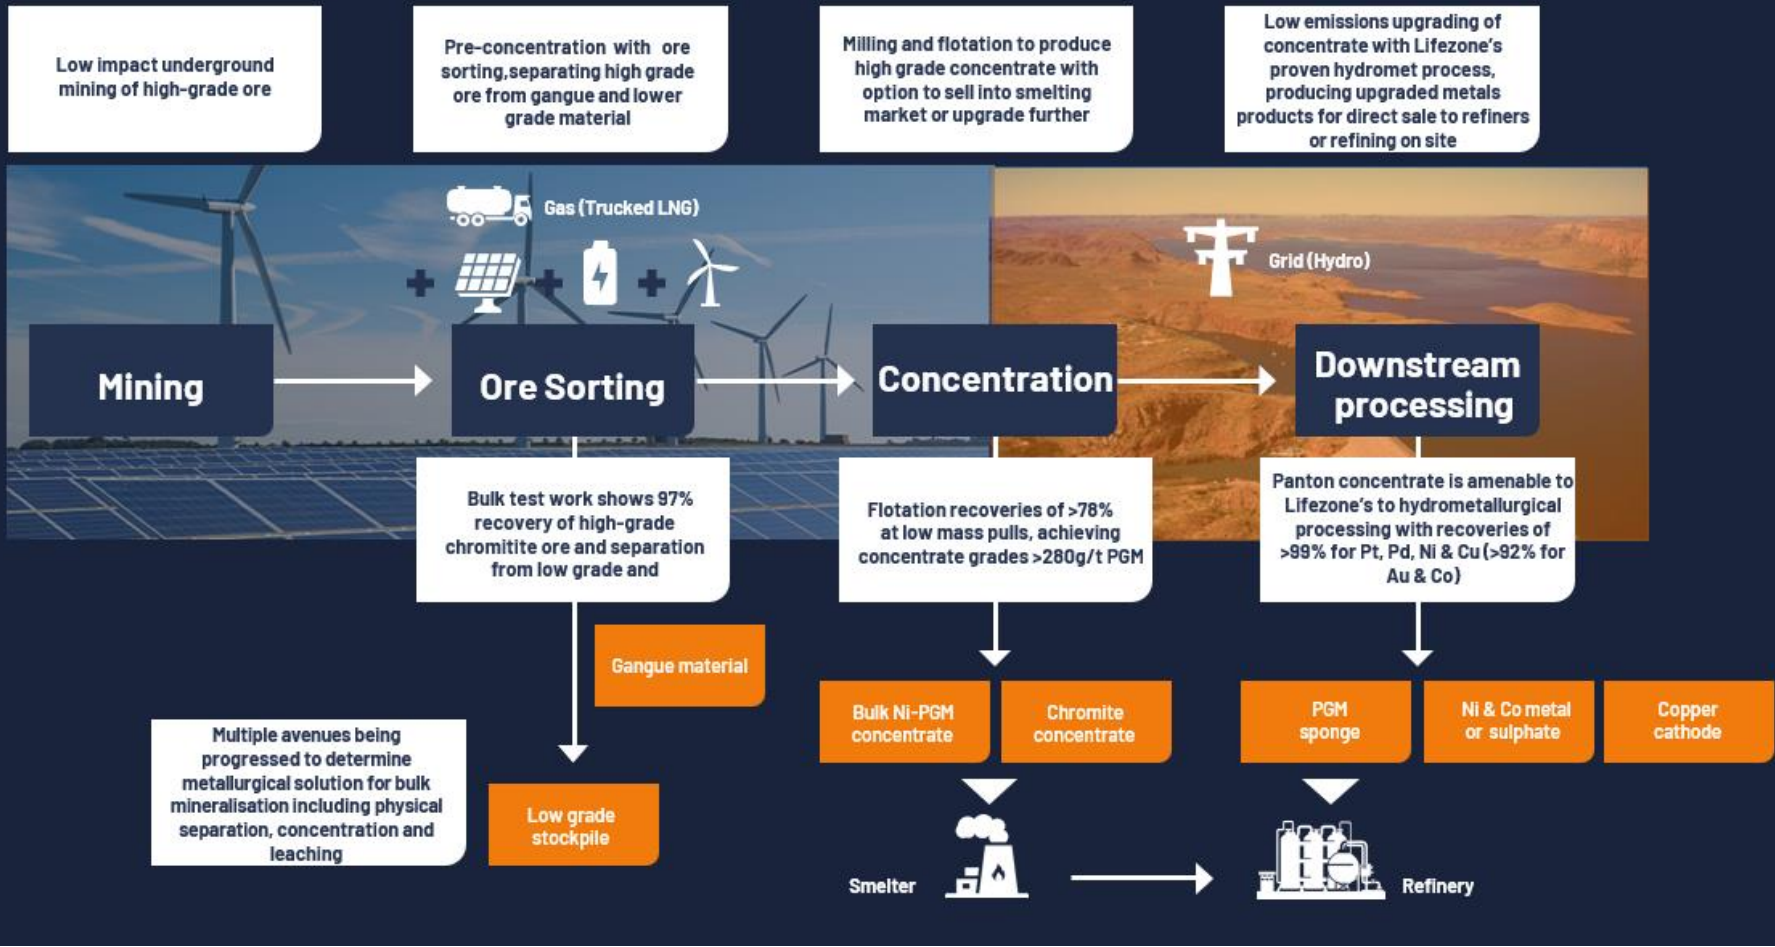 Low impact underground
mining of high-grade ore
Pre-concentration with ore
sorting,separating high grade
ore from gangue and lower
grade material
Milling and flotation to produce
high grade concentrate with
option to sell into smelting
market or upgrade further
Low emissions upgrading of
concentrate with Lifezone's
proven hydromet process,
producing upgraded metals
products for direct sale to refiners
or refining on site
Gas (Trucked LNG)
Grid (Hydro)
Mining
Ore Sorting
Concentration
Downstream
processing
Bulk test work shows 97%
recovery of high-grade
chromitite ore and separation
from low grade and
Flotation recoveries of >78%
at low mass pulls, achieving
concentrate grades >280g/t PGM
Panton concentrate is amenable to
Lifezone's to hydrometallurgical
processing with recoveries of
>99% for Pt, Pd, Ni & Cu (>92% for
Au & Co)
Gangue material
Multiple avenues being
progressed to determine
metallurgical solution for bulk
mineralisation including physical
separation, concentration and
leaching
Low grade
stockpile
Bulk Ni-PGM
concentrate
Chromite
concentrate
PGM
sponge
Ni & Co metal
or sulphate
Copper
cathode
Smelter
Refinery